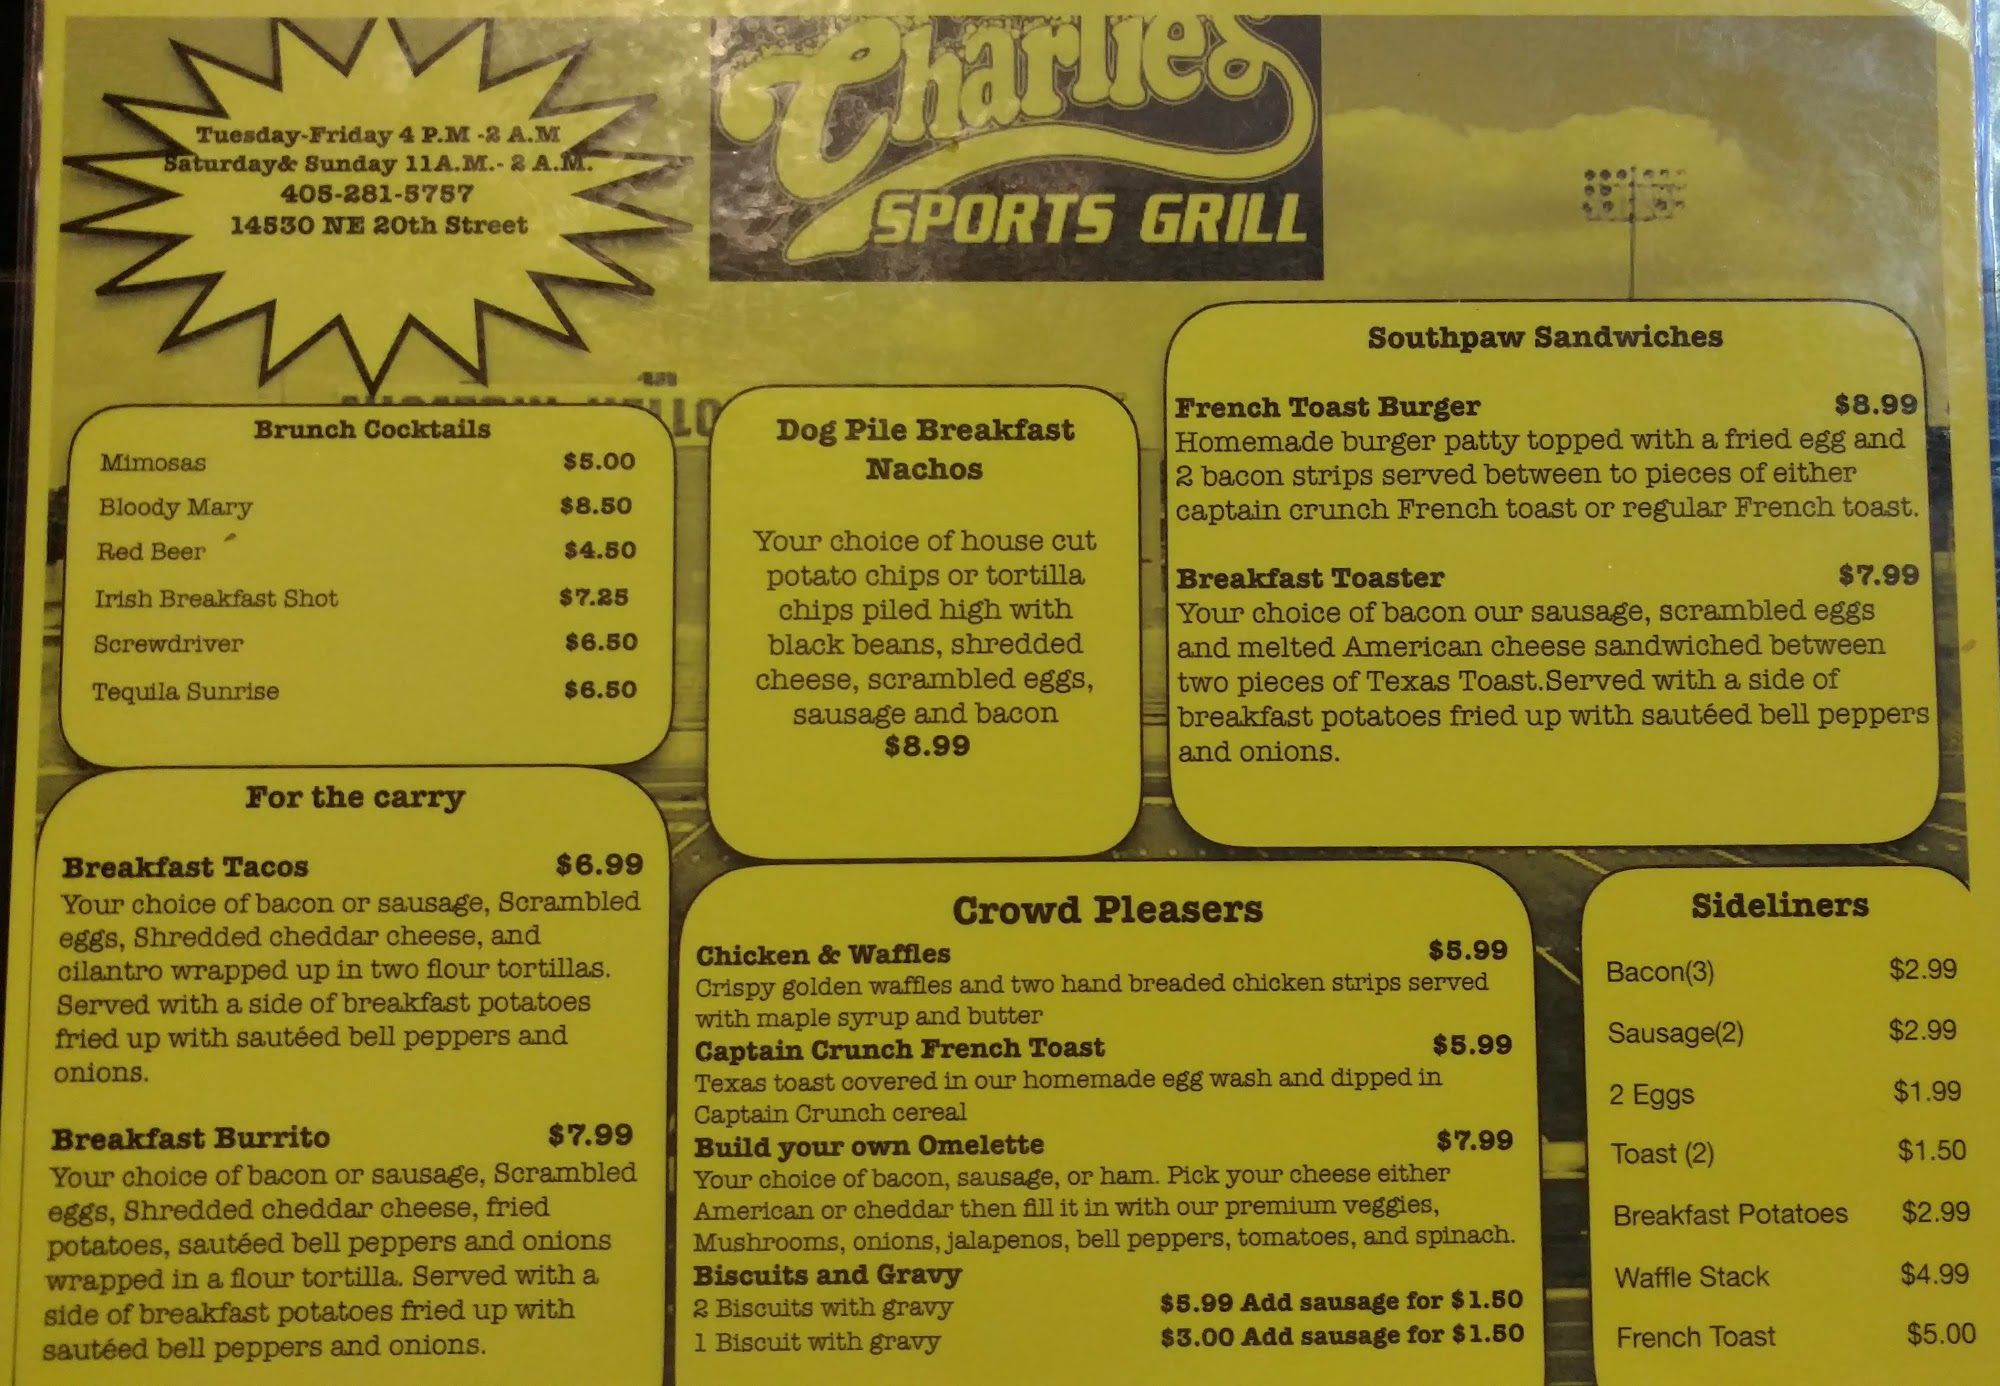 Charlie's
SPORTS GRILL
Tuesday-Friday 4 P.M -2 A.M
Saturday& Sunday 11A.M.- 2 A.M.
405-281-5757
14530 NE 20th Street
Brunch Cocktails
Mimosas $5.00
Bloody Mary $8.50
Red Beer $4.50
Irish Breakfast Shot $7.25
Screwdriver $6.50
Tequila Sunrise $6.50
Dog Pile Breakfast
Nachos
Your choice of house cut
potato chips or tortilla
chips piled high with
black beans, shredded
cheese, scrambled eggs,
sausage and bacon
$8.99
Southpaw Sandwiches
French Toast Burger $8.99
Homemade burger patty topped with a fried egg and
2 bacon strips served between to pieces of either
captain crunch French toast or regular French toast.
Breakfast Toaster $7.99
Your choice of bacon our sausage, scrambled eggs
and melted American cheese sandwiched between
two pieces of Texas Toast.Served with a side of
breakfast potatoes fried up with sautéed bell peppers
and onions.
For the carry
Breakfast Tacos $6.99
Your choice of bacon or sausage, Scrambled
eggs, Shredded cheddar cheese, and
cilantro wrapped up in two flour tortillas.
Served with a side of breakfast potatoes
fried up with sautéed bell peppers and
onions.
Breakfast Burrito $7.99
Your choice of bacon or sausage, Scrambled
eggs, Shredded cheddar cheese, fried
potatoes, sautéed bell peppers and onions
wrapped in a flour tortilla. Served with a
side of breakfast potatoes fried up with
sautéed bell peppers and onions.
Crowd Pleasers
Chicken & Waffles $5.99
Crispy golden waffles and two hand breaded chicken strips served
with maple syrup and butter
Captain Crunch French Toast $5.99
Texas toast covered in our homemade egg wash and dipped in
Captain Crunch cereal
Build your own Omelette $7.99
Your choice of bacon, sausage, or ham. Pick your cheese either
American or cheddar then fill it in with our premium veggies,
Mushrooms, onions, jalapenos, bell peppers, tomatoes, and spinach.
Biscuits and Gravy
2 Biscuits with gravy $5.99 Add sausage for $1.50
1 Biscuit with gravy $3.00 Add sausage for $1.50
Sideliners
Bacon(3) $2.99
Sausage(2) $2.99
2 Eggs $1.99
Toast (2) $1.50
Breakfast Potatoes $2.99
Waffle Stack $4.99
French Toast $5.00